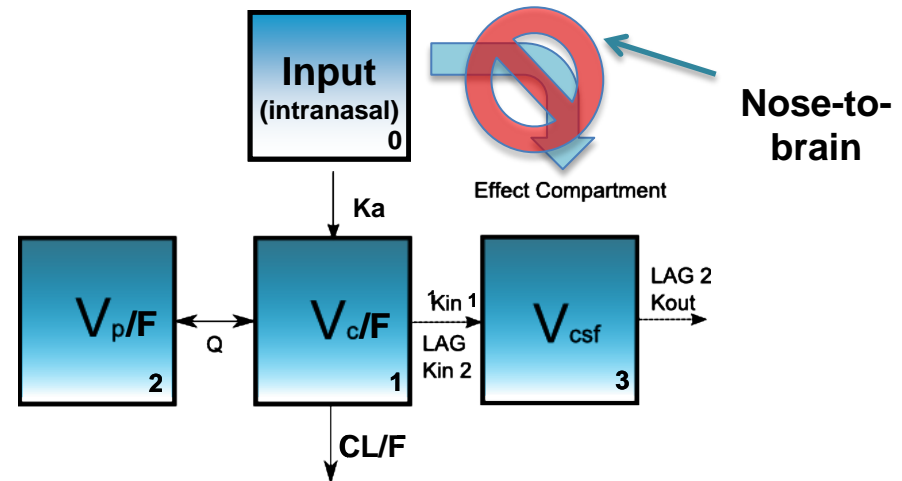 Input
(intranasal)
0
Nose-to-
brain
Effect Compartment
Ka
Vp/F
2
Q
Vc/F
1
1Kin 1
LAG
Kin 2
Vcsf
3
LAG 2
Kout
CL/F